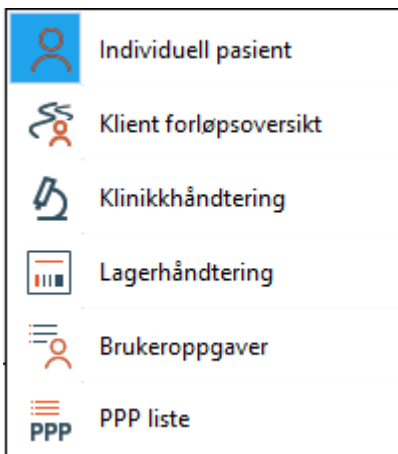 Individuell pasient
Klient forløpsoversikt
Klinikkhåndtering
Lagerhåndtering
Brukeroppgaver
PPP PPP liste